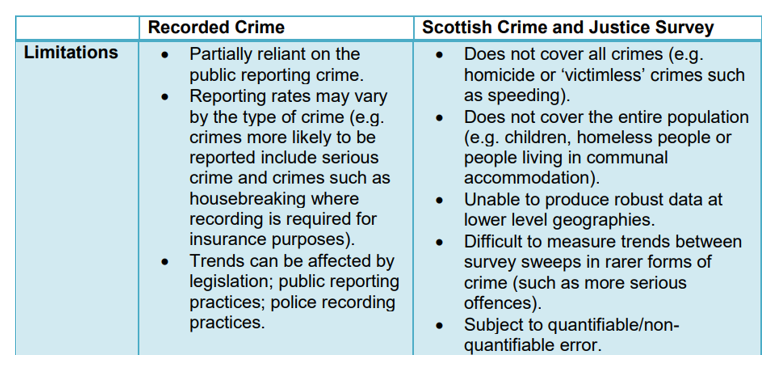 Recorded Crime
Scottish Crime and Justice Survey
Limitations
• Partially reliant on the
public reporting crime.
• Reporting rates may vary
by the type of crime (e.g.
crimes more likely to be
reported include serious
crime and crimes such as
housebreaking where
recording is required for
insurance purposes).
• Trends can be affected by
legislation; public reporting
practices; police recording
practices.
• Does not cover all crimes (e.g.
homicide or ‘victimless’ crimes such
as speeding).
• Does not cover the entire population
(e.g. children, homeless people or
people living in communal
accommodation).
• Unable to produce robust data at
lower level geographies.
• Difficult to measure trends between
survey sweeps in rarer forms of
crime (such as more serious
offences).
• Subject to quantifiable/non-
quantifiable error.